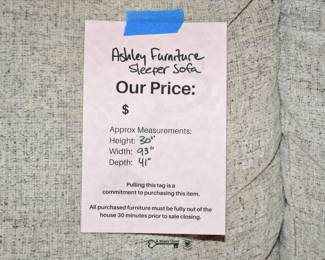 Ashley Furniture
Sleeper Sofa
Our Price:
$
Approx Measurements:
Height: 30"
Width: 93"
Depth: 41"
Pulling this tag is a
commitment to purchasing this item.
All purchased furniture must be fully out of the
house 30 minutes prior to sale closing.